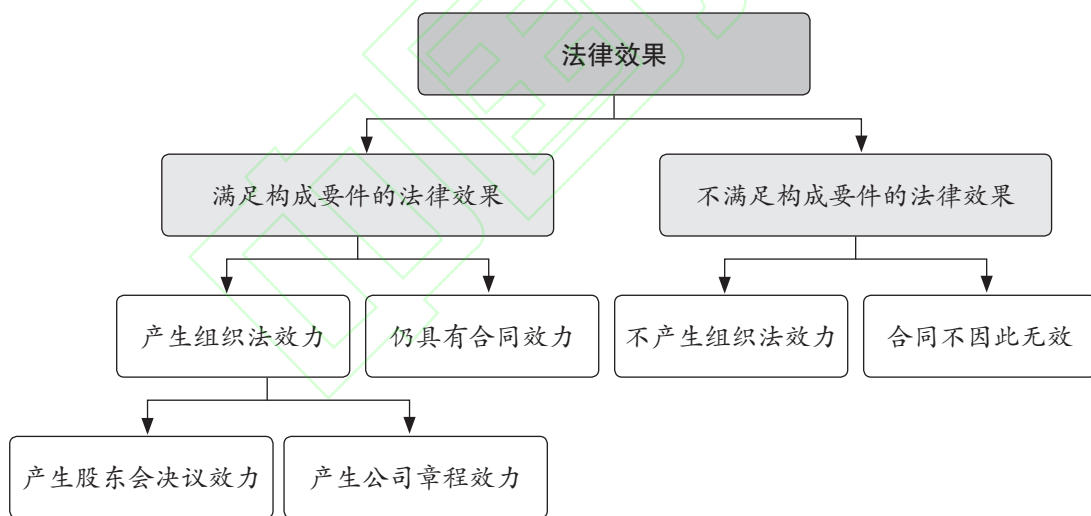 法律效果
满足构成要件的法律效果
不满足构成要件的法律效果
产生组织法效力
仍具有合同效力
不产生组织法效力
合同不因此无效
产生股东会决议效力
产生公司章程效力